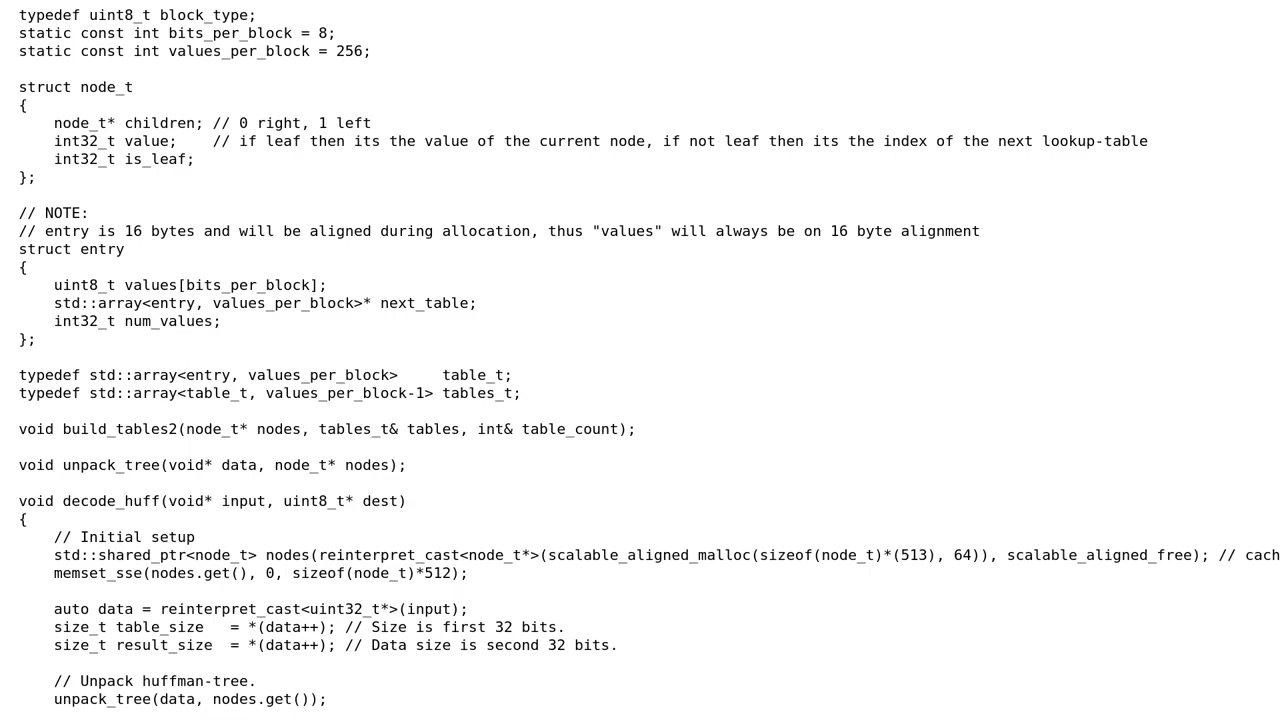 typedef uint8_t block_type;
static const int bits_per_block = 8;
static const int values_per_block = 256;

struct node_t
{
    node_t* children; // 0 right, 1 left
    int32_t value;    // if leaf then its the value of the current node, if not leaf then its the index of the next lookup-table
    int32_t is_leaf;
};

// NOTE:
// entry is 16 bytes and will be aligned during allocation, thus "values" will always be on 16 byte alignment
struct entry
{
    uint8_t values[bits_per_block];
    std::array<entry, values_per_block>* next_table;
    int32_t num_values;
};

typedef std::array<entry, values_per_block>     table_t;
typedef std::array<table_t, values_per_block-1> tables_t;

void build_tables2(node_t* nodes, tables_t& tables, int& table_count);

void unpack_tree(void* data, node_t* nodes);

void decode_huff(void* input, uint8_t* dest)
{
    // Initial setup
    std::shared_ptr<node_t> nodes(reinterpret_cast<node_t*>(scalable_aligned_malloc(sizeof(node_t)*(513), 64)), scalable_aligned_free); // cach
    memset_sse(nodes.get(), 0, sizeof(node_t)*512);

    auto data = reinterpret_cast<uint32_t*>(input);
    size_t table_size   = *(data++); // Size is first 32 bits.
    size_t result_size  = *(data++); // Data size is second 32 bits.

    // Unpack huffman-tree.
    unpack_tree(data, nodes.get());